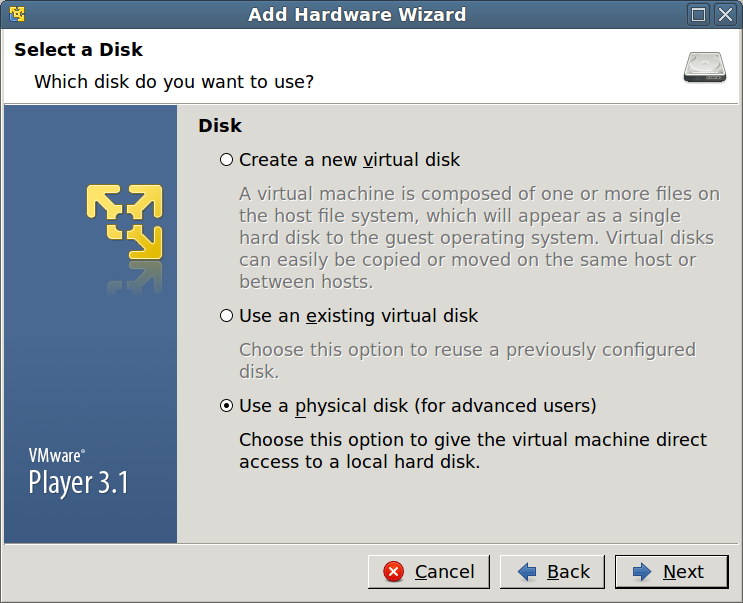 Add Hardware Wizard
Select a Disk
Which disk do you want to use?
Disk
Create a new virtual disk
A virtual machine is composed of one or more files on
the host file system, which will appear as a single
hard disk to the guest operating system. Virtual disks
can easily be copied or moved on the same host or
between hosts.
Use an existing virtual disk
Choose this option to reuse a previously configured
disk.
Use a physical disk (for advanced users)
Choose this option to give the virtual machine direct
access to a local hard disk.
VMware®
Player 3.1
Cancel
Back
Next